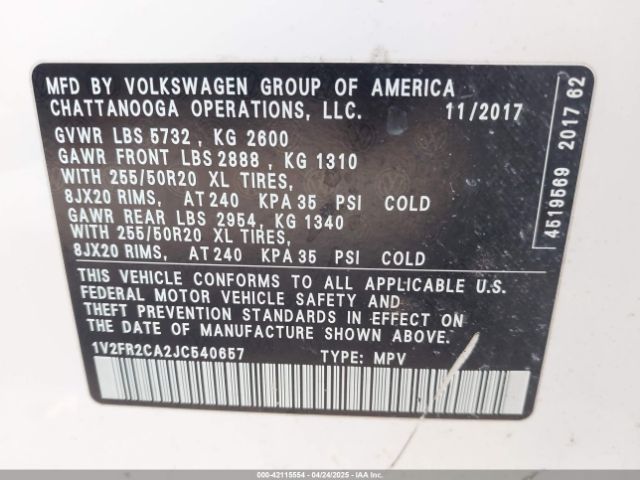 MFD BY VOLKSWAGEN GROUP OF AMERICA
CHATTANOOGA OPERATIONS, LLC. 11/2017
GVWR LBS 5732 , KG 2600
GAWR FRONT LBS 2888 , KG 1310
WITH 255/50R20 XL TIRES,
8JX20 RIMS, AT 240 KPA 35 PSI COLD
GAWR REAR LBS 2954 , KG 1340
WITH 255/50R20 XL TIRES,
8JX20 RIMS, AT 240 KPA 35 PSI COLD
THIS VEHICLE CONFORMS TO ALL APPLICABLE U.S.
FEDERAL MOTOR VEHICLE SAFETY AND
THEFT PREVENTION STANDARDS IN EFFECT ON
THE DATE OF MANUFACTURE SHOWN ABOVE.
1V2FR2CA2JC540657 TYPE: MPV
4519569 2017 62
000-42115554 - 04/24/2025 - IAAI.com